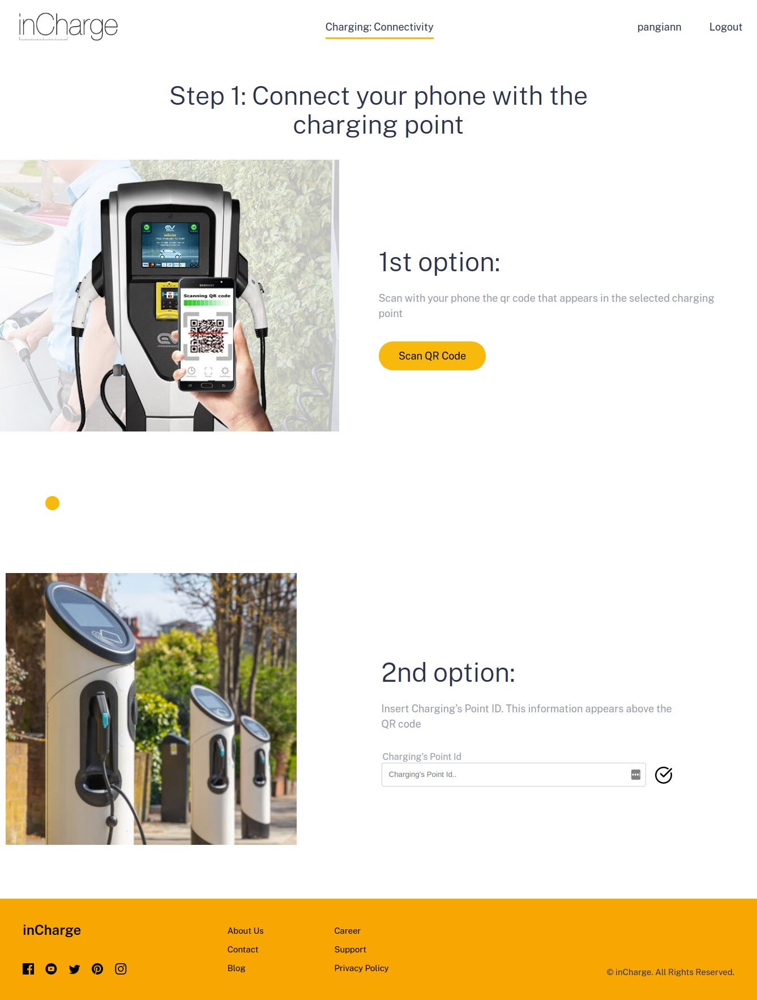 inCharge
Charging: Connectivity
pangiann
Logout
Step 1: Connect your phone with the
charging point
welcome
SAMSUNG
Scanning QR code
1st option:
Scan with your phone the qr code that appears in the selected charging
point
Scan QR Code
2nd option:
Insert Charging’s Point ID. This information appears above the
QR code
Charging’s Point Id
Charging's Point Id..
inCharge
About Us
Contact
Blog
Career
Support
Privacy Policy
© inCharge. All Rights Reserved.